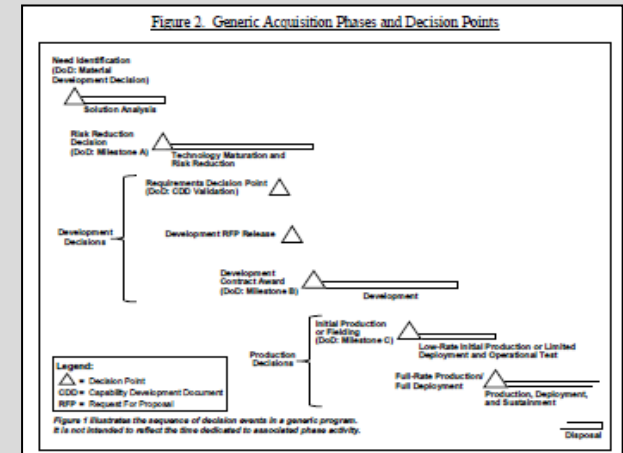 Figure 2. Generic Acquisition Phases and Decision Points
Need Identification
(DoD: Material
Development Decision)
Solution Analysis
Risk Reduction
Decision
(DoD: Milestone A)
Technology Maturation and
Risk Reduction
Requirements Decision Point
(DoD: CDD Validation)
Development
Decisions
Development RFP Release
Development
Contract Award
(DoD: Milestone B)
Development
Initial Production
or Fielding
(DoD: Milestone C)
Low-Rate Initial Production or Limited
Deployment and Operational Test
Production
Decisions
Full-Rate Production/
Full Deployment
Production, Deployment,
and Sustainment
Legend:
= Decision Point
CDD = Capability Development Document
RFP = Request For Proposal
Figure 1 illustrates the sequence of decision events in a generic program.
It is not intended to reflect the time dedicated to associated phase activity.
Disposal